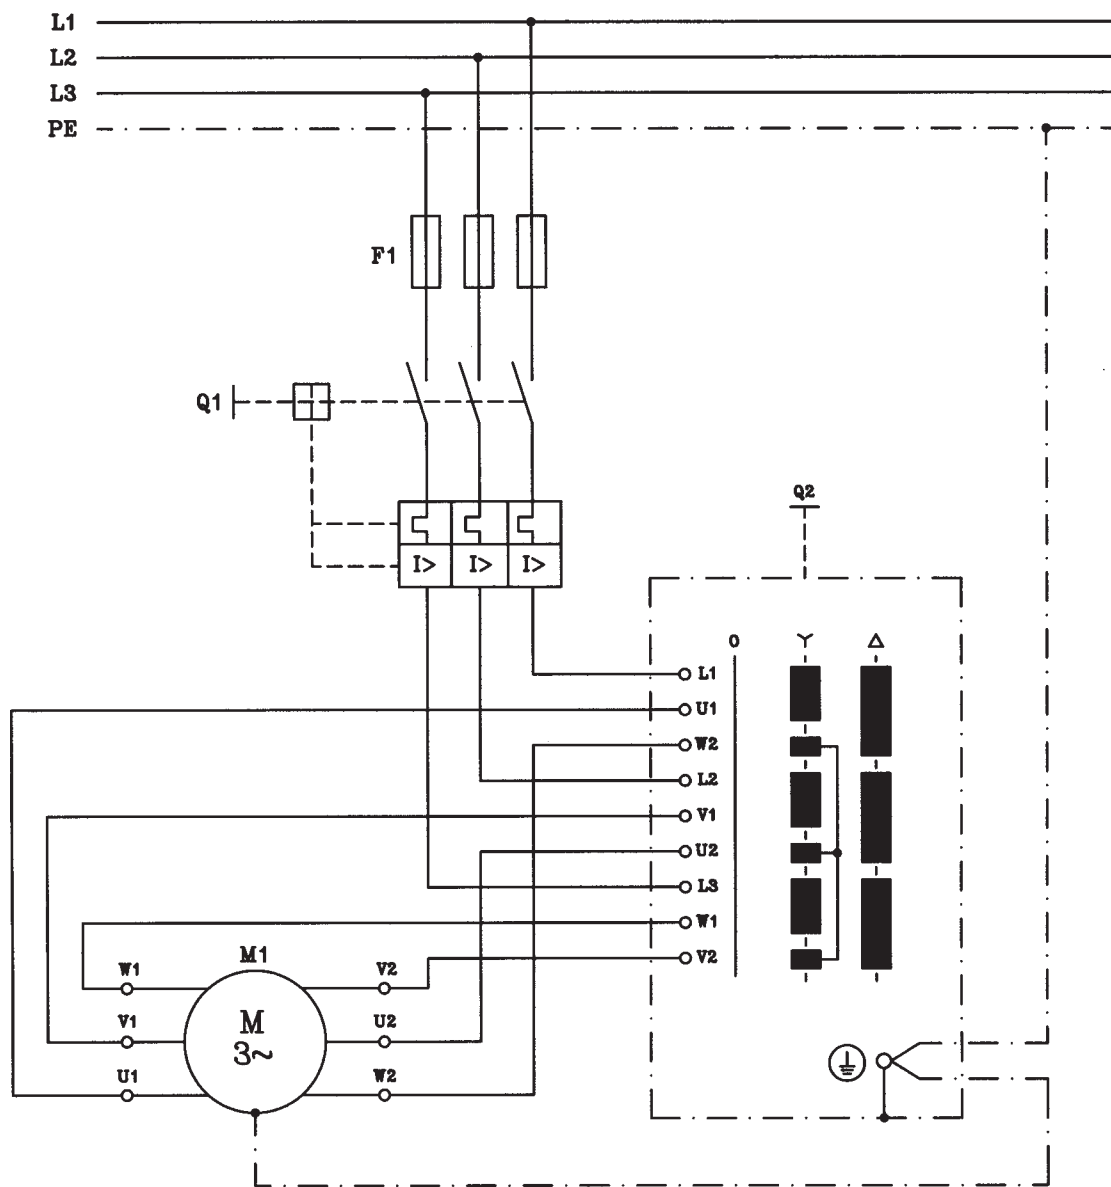 L1
L2
L3
PE
F1
Q1
I> I> I>
Q2
0 Y Δ
L1
U1
W2
L2
V1
U2
L3
W1
V2
M1
W1 V2
M
3~
V1 U2
U1 W2